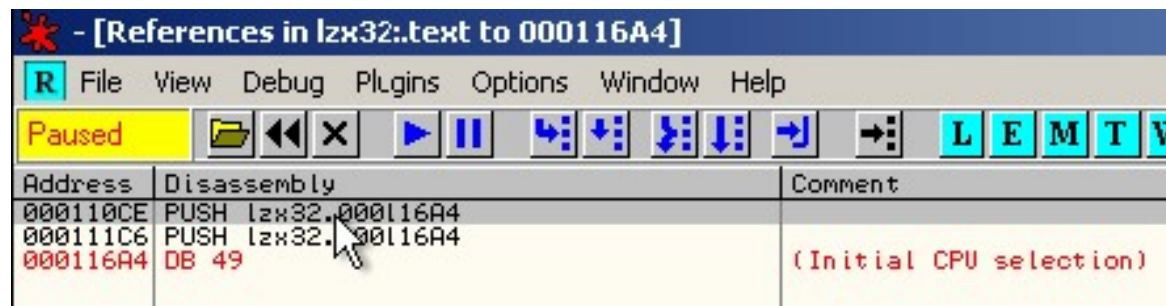 - [References in lzx32:.text to 000116A4]
R File View Debug Plugins Options Window Help
Paused L E M T
Address Disassembly Comment
000110CE PUSH lzx32.000116A4
000111C6 PUSH lzx32.000116A4
000116A4 DB 49 (Initial CPU selection)